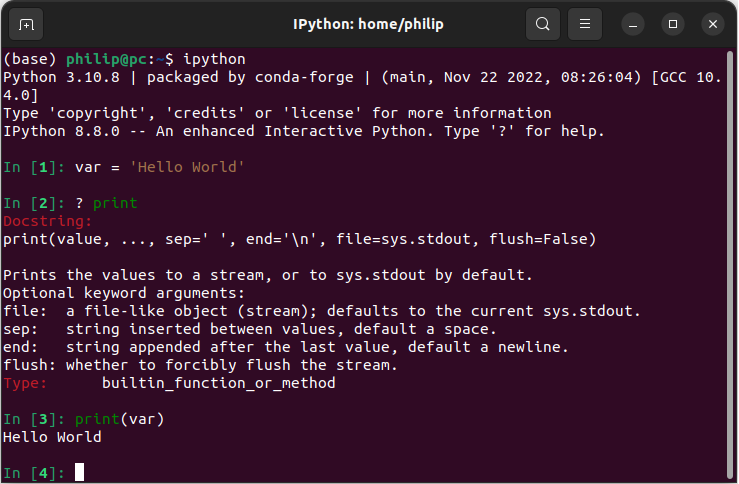 IPython: home/philip
(base) philip@pc:~$ ipython
Python 3.10.8 | packaged by conda-forge | (main, Nov 22 2022, 08:26:04) [GCC 10.
4.0]
Type 'copyright', 'credits' or 'license' for more information
IPython 8.8.0 -- An enhanced Interactive Python. Type '?' for help.
In [1]: var = 'Hello World'
In [2]: ? print
Docstring:
print(value, ..., sep=' ', end='\n', file=sys.stdout, flush=False)
Prints the values to a stream, or to sys.stdout by default.
Optional keyword arguments:
file:  a file-like object (stream); defaults to the current sys.stdout.
sep:   string inserted between values, default a space.
end:   string appended after the last value, default a newline.
flush: whether to forcibly flush the stream.
Type:      builtin_function_or_method
In [3]: print(var)
Hello World
In [4]: